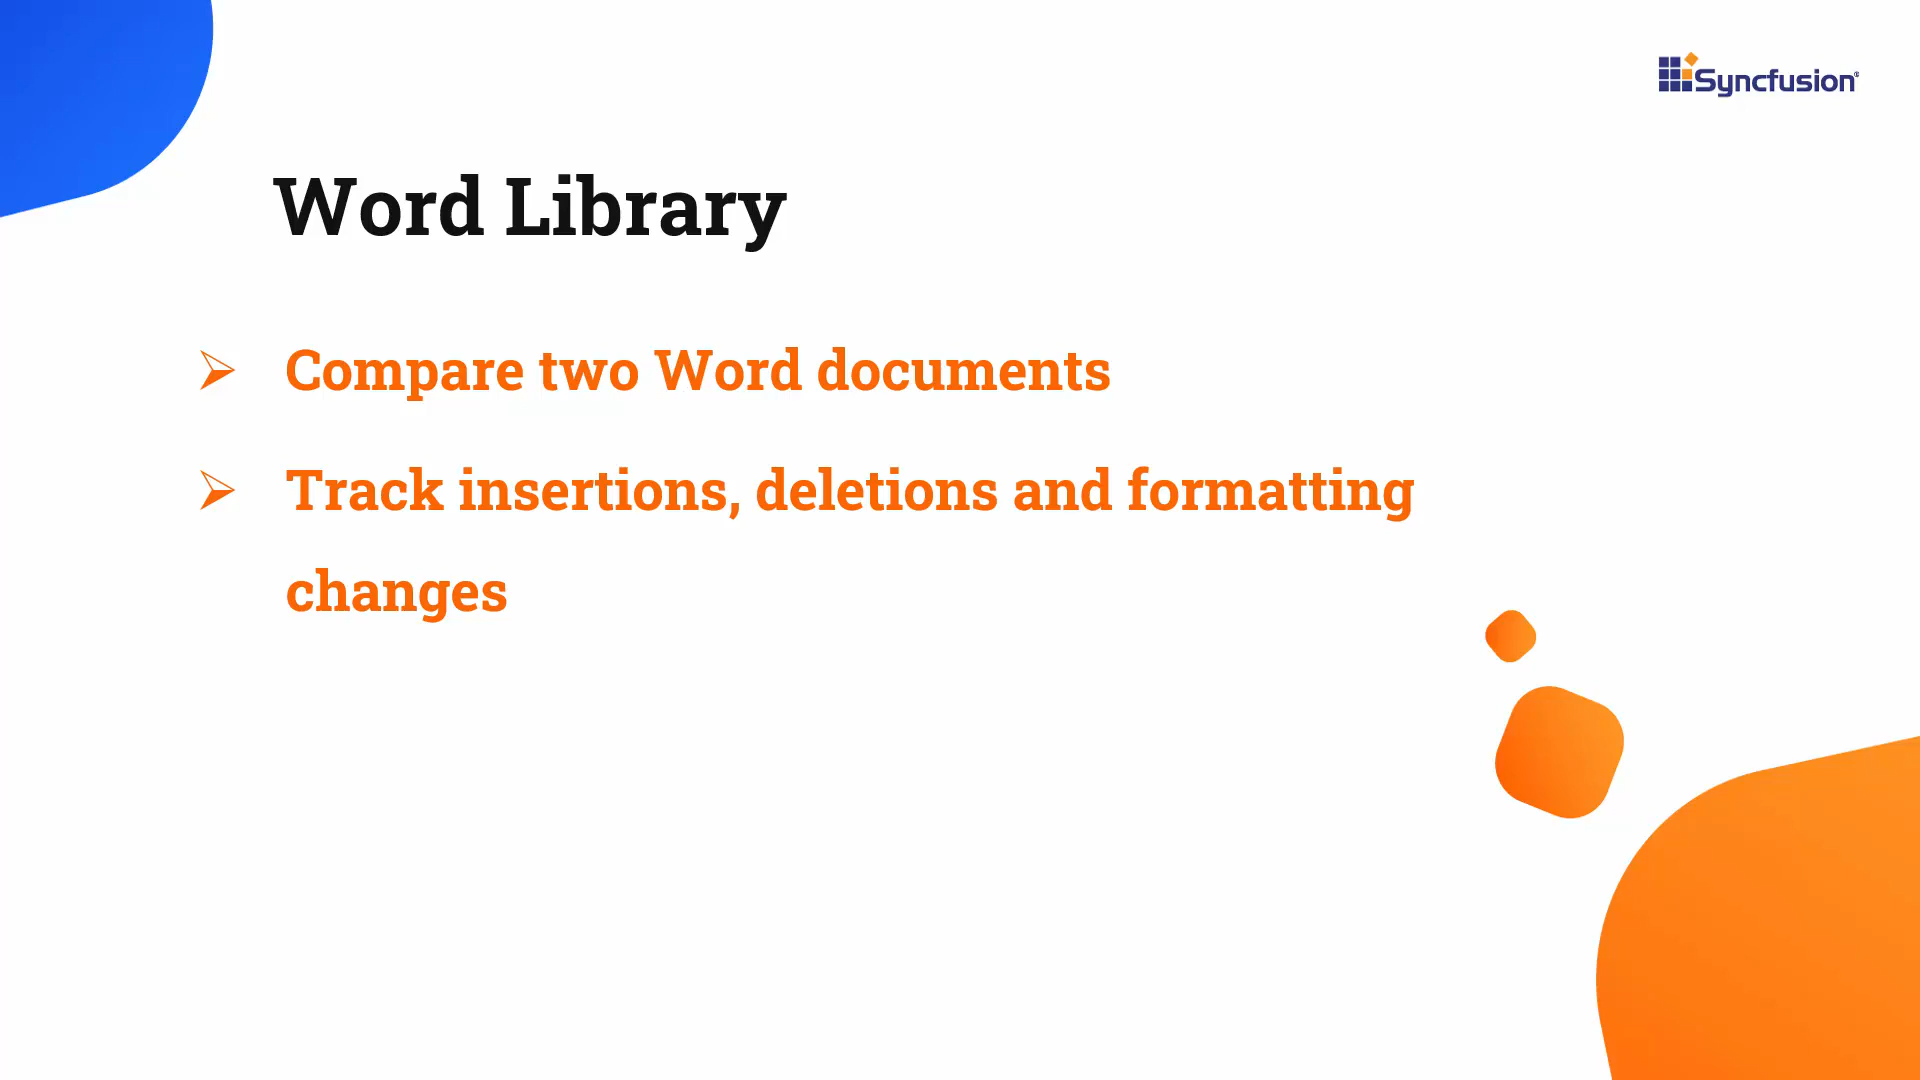 Syncfusion®
Word Library
➢ Compare two Word documents
➢ Track insertions, deletions and formatting
changes